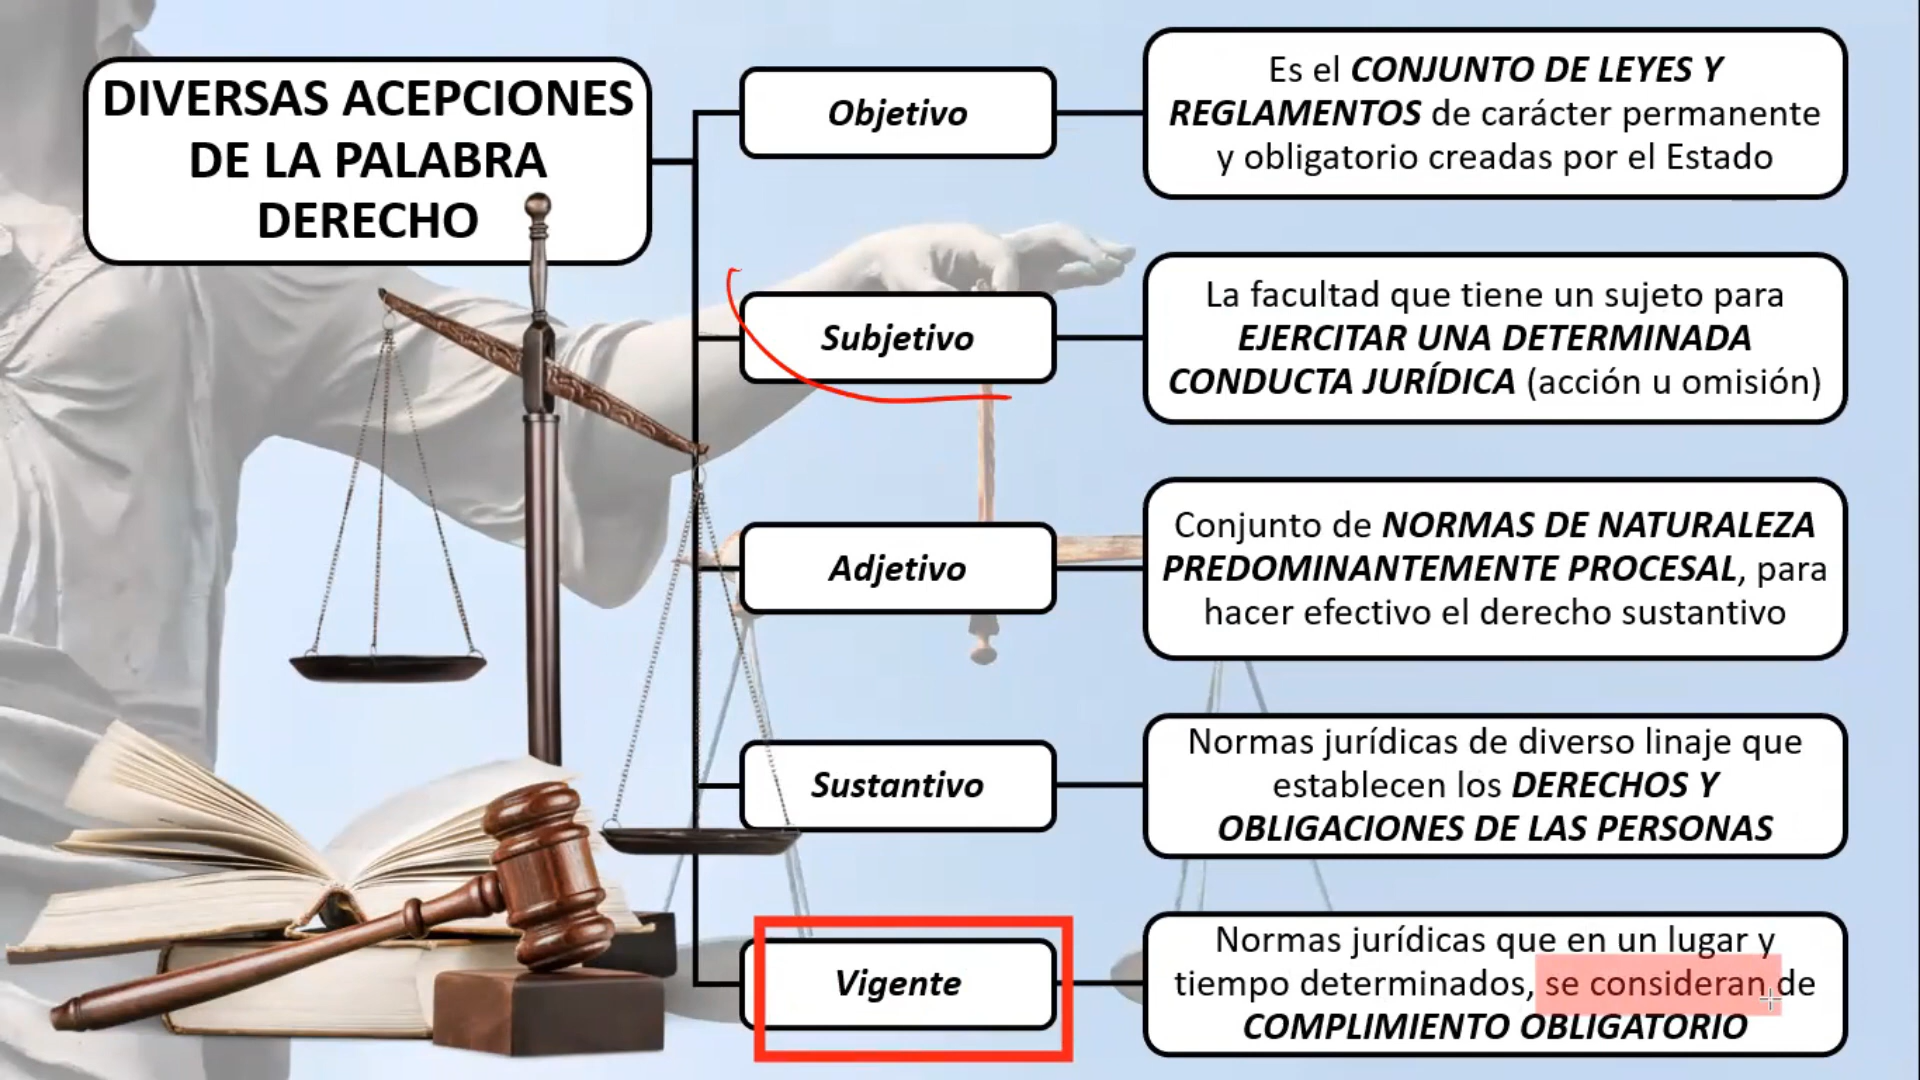 DIVERSAS ACEPCIONES
DE LA PALABRA
DERECHO
Objetivo
Es el CONJUNTO DE LEYES Y
REGLAMENTOS de carácter permanente
y obligatorio creadas por el Estado
Subjetivo
La facultad que tiene un sujeto para
EJERCITAR UNA DETERMINADA
CONDUCTA JURÍDICA (acción u omisión)
Adjetivo
Conjunto de NORMAS DE NATURALEZA
PREDOMINANTEMENTE PROCESAL, para
hacer efectivo el derecho sustantivo
Sustantivo
Normas jurídicas de diverso linaje que
establecen los DERECHOS Y
OBLIGACIONES DE LAS PERSONAS
Vigente
Normas jurídicas que en un lugar y
tiempo determinados, se consideran de
COMPLIMIENTO OBLIGATORIO